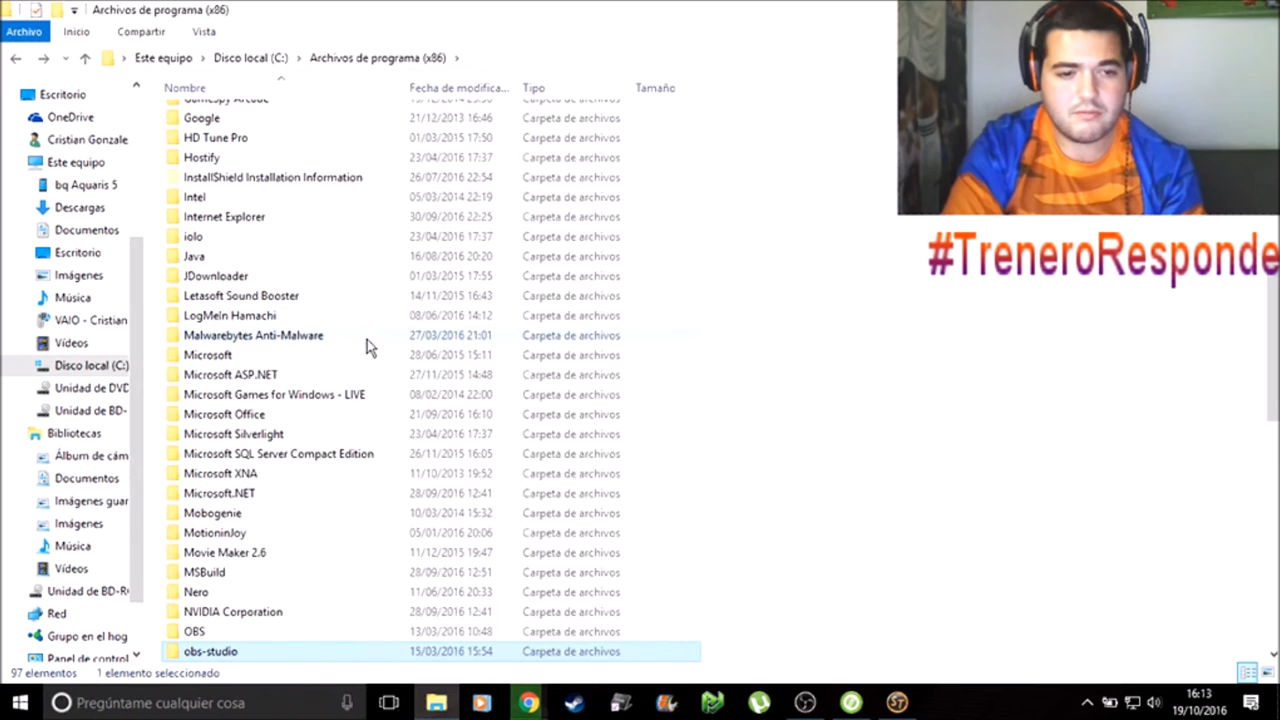 Archivos de programa (x86)
Archivo Inicio Compartir Vista
Este equipo Disco local (C:) Archivos de programa (x86)
Nombre Fecha de modifica... Tipo Tamaño
Escritorio
OneDrive
Cristian Gonzale
Este equipo
bq Aquaris 5
Descargas
Documentos
Escritorio
Imágenes
Música
VAIO - Cristian
Vídeos
Disco local (C:)
Unidad de DVD
Unidad de BD-
Bibliotecas
Álbum de cám
Documentos
Imágenes guar
Imágenes
Música
Vídeos
Unidad de BD-R
Red
Grupo en el hog
Panel de control
GameSpy Arcade Carpeta de archivos
Google 21/12/2013 16:46 Carpeta de archivos
HD Tune Pro 01/03/2015 17:50 Carpeta de archivos
Hostify 23/04/2016 17:37 Carpeta de archivos
InstallShield Installation Information 26/07/2016 22:54 Carpeta de archivos
Intel 05/03/2014 22:19 Carpeta de archivos
Internet Explorer 30/09/2016 22:25 Carpeta de archivos
iolo 23/04/2016 17:37 Carpeta de archivos
Java 16/08/2016 20:20 Carpeta de archivos
JDownloader 01/03/2015 17:55 Carpeta de archivos
Letasoft Sound Booster 14/11/2015 16:43 Carpeta de archivos
LogMeIn Hamachi 08/06/2016 14:12 Carpeta de archivos
Malwarebytes Anti-Malware 27/03/2016 21:01 Carpeta de archivos
Microsoft 28/06/2015 15:11 Carpeta de archivos
Microsoft ASP.NET 27/11/2015 14:48 Carpeta de archivos
Microsoft Games for Windows - LIVE 08/02/2014 22:00 Carpeta de archivos
Microsoft Office 21/09/2016 16:10 Carpeta de archivos
Microsoft Silverlight 23/04/2016 17:37 Carpeta de archivos
Microsoft SQL Server Compact Edition 26/11/2015 16:05 Carpeta de archivos
Microsoft XNA 11/10/2013 19:52 Carpeta de archivos
Microsoft.NET 28/09/2016 12:41 Carpeta de archivos
Mobogenie 10/03/2014 15:32 Carpeta de archivos
MotioninJoy 05/01/2016 20:06 Carpeta de archivos
Movie Maker 2.6 11/12/2015 19:47 Carpeta de archivos
MSBuild 28/09/2016 12:51 Carpeta de archivos
Nero 11/06/2016 20:33 Carpeta de archivos
NVIDIA Corporation 28/09/2016 12:41 Carpeta de archivos
OBS 13/03/2016 10:48 Carpeta de archivos
obs-studio 15/03/2016 15:54 Carpeta de archivos
#TreneroResponde
97 elementos 1 elemento seleccionado
Pregúntame cualquier cosa
16:13
19/10/2016